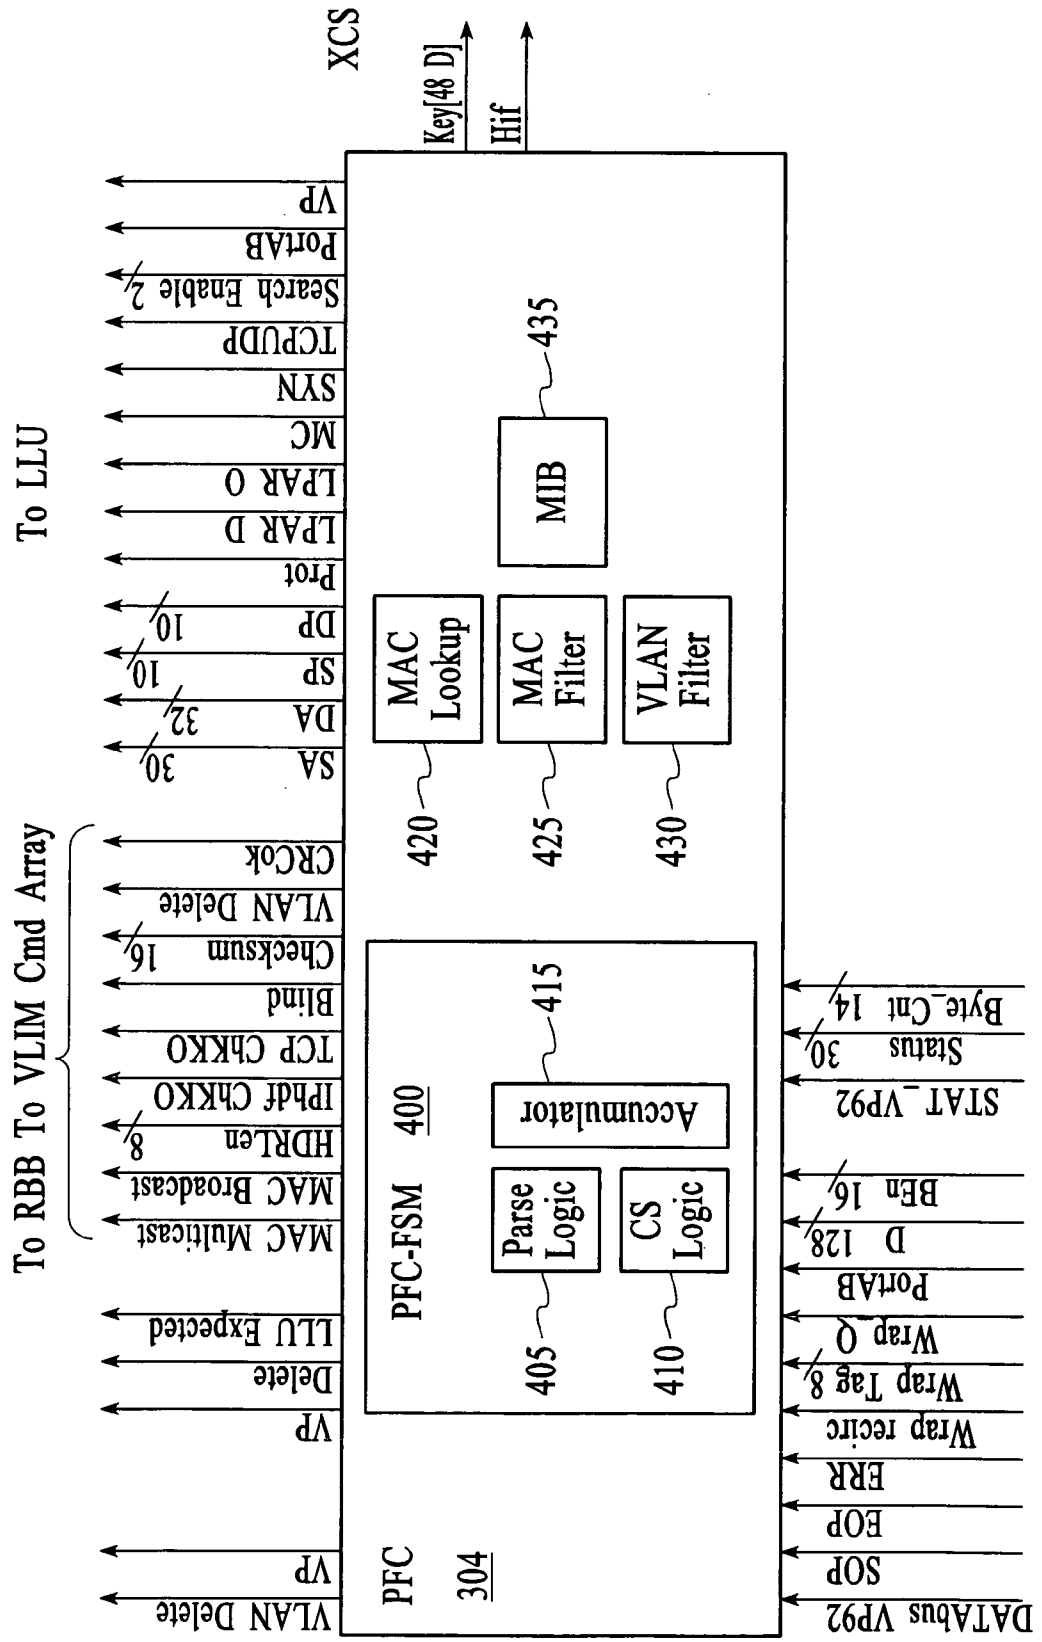 To RBB To VLIM Cmd Array
To LLU
XCS
VLAN Delete
VP
VP
Delete
LLU Expected
MAC Multicast
MAC Broadcast
HDRLen 8
IPhdf ChKKO
TCP ChKKO
Blind
Checksum 16
VLAN Delete
CRCok
SA 30
DA 32
SP 10
DP 10
Prot
LPAR D
LPAR O
MC
SYN
TCPUDP
Search Enable 2
PortAB
VP
Key[48 D]
Hif
PFC
304
PFC-FSM
400
Parse
Logic
405
CS
Logic
410
Accumulator
415
MAC
Lookup
420
MAC
Filter
425
VLAN
Filter
430
MIB
435
DATAbus VP92
SOP
EOP
ERR
Wrap recirc
Wrap Tag 8
Wrap_Q
PortAB
D 128
BEn 16
STAT_VP92
Status 30
Byte_Cnt 14